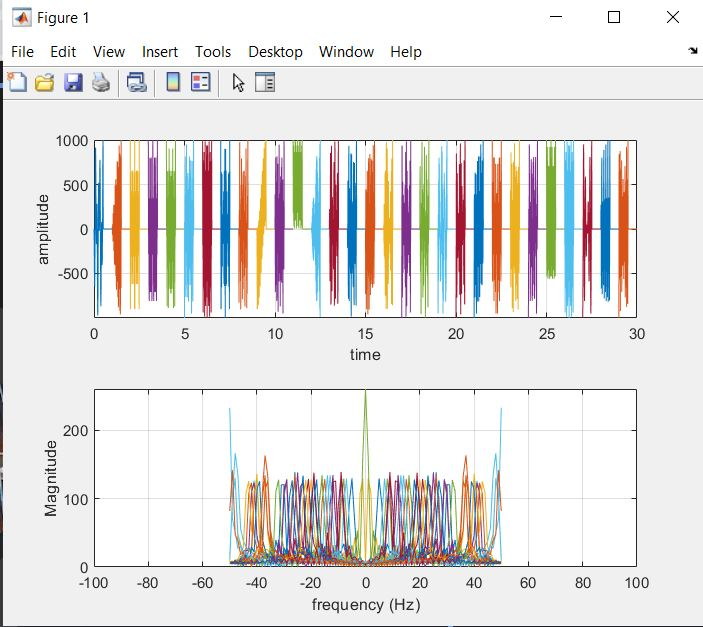 Figure 1
File Edit View Insert Tools Desktop Window Help
1000
500
0
-500
amplitude
0 5 10 15 20 25 30
time
200
100
0
Magnitude
-100 -80 -60 -40 -20 0 20 40 60 80 100
frequency (Hz)